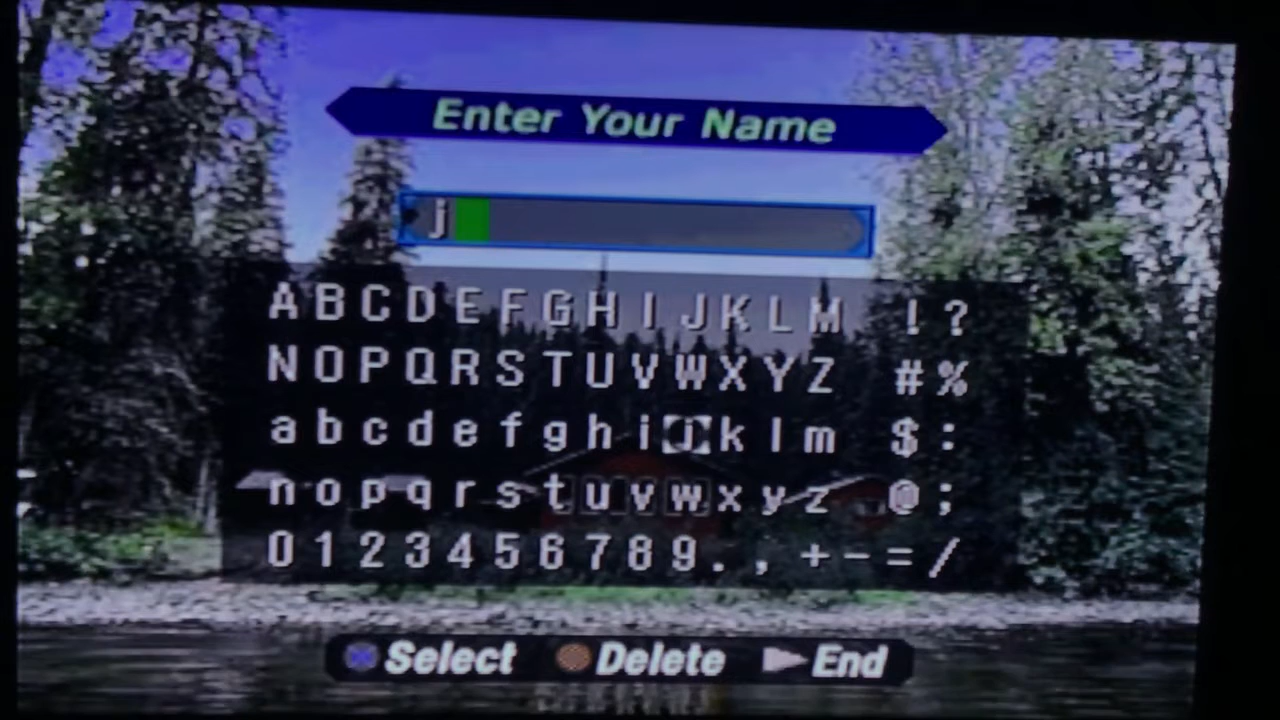 Enter Your Name
j
A B C D E F G H I J K L M ! ?
N O P Q R S T U V W X Y Z # %
a b c d e f g h i j k l m $ :
n o p q r s t u v w x y z @ ;
0 1 2 3 4 5 6 7 8 9 . , + - = /
Select Delete End